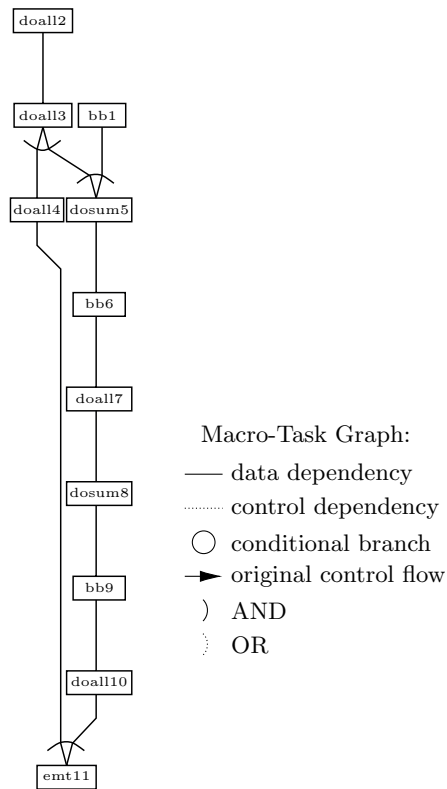 doall2
doall3 bb1
doall4 dosum5
bb6
doall7
dosum8
bb9
doall10
emt11
Macro-Task Graph:
data dependency
control dependency
conditional branch
original control flow
AND
OR